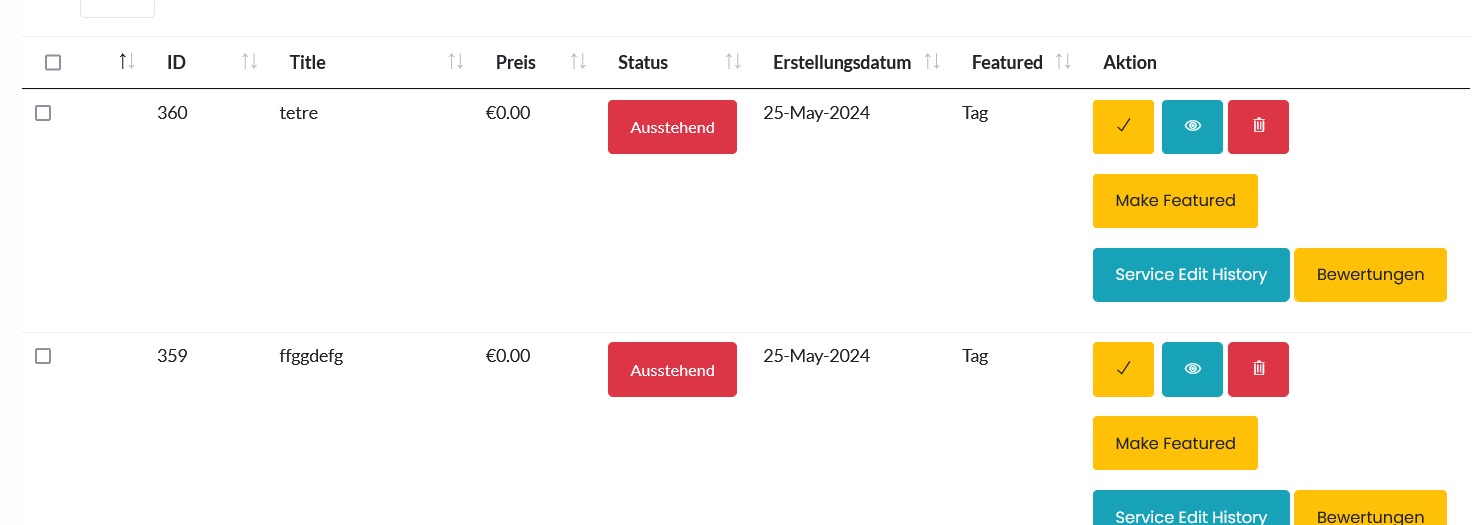 ID Title Preis Status Erstellungsdatum Featured Aktion
360 tetre €0.00 Ausstehend 25-May-2024 Tag
Make Featured
Service Edit History Bewertungen
359 ffggdefg €0.00 Ausstehend 25-May-2024 Tag
Make Featured
Service Edit History Bewertungen